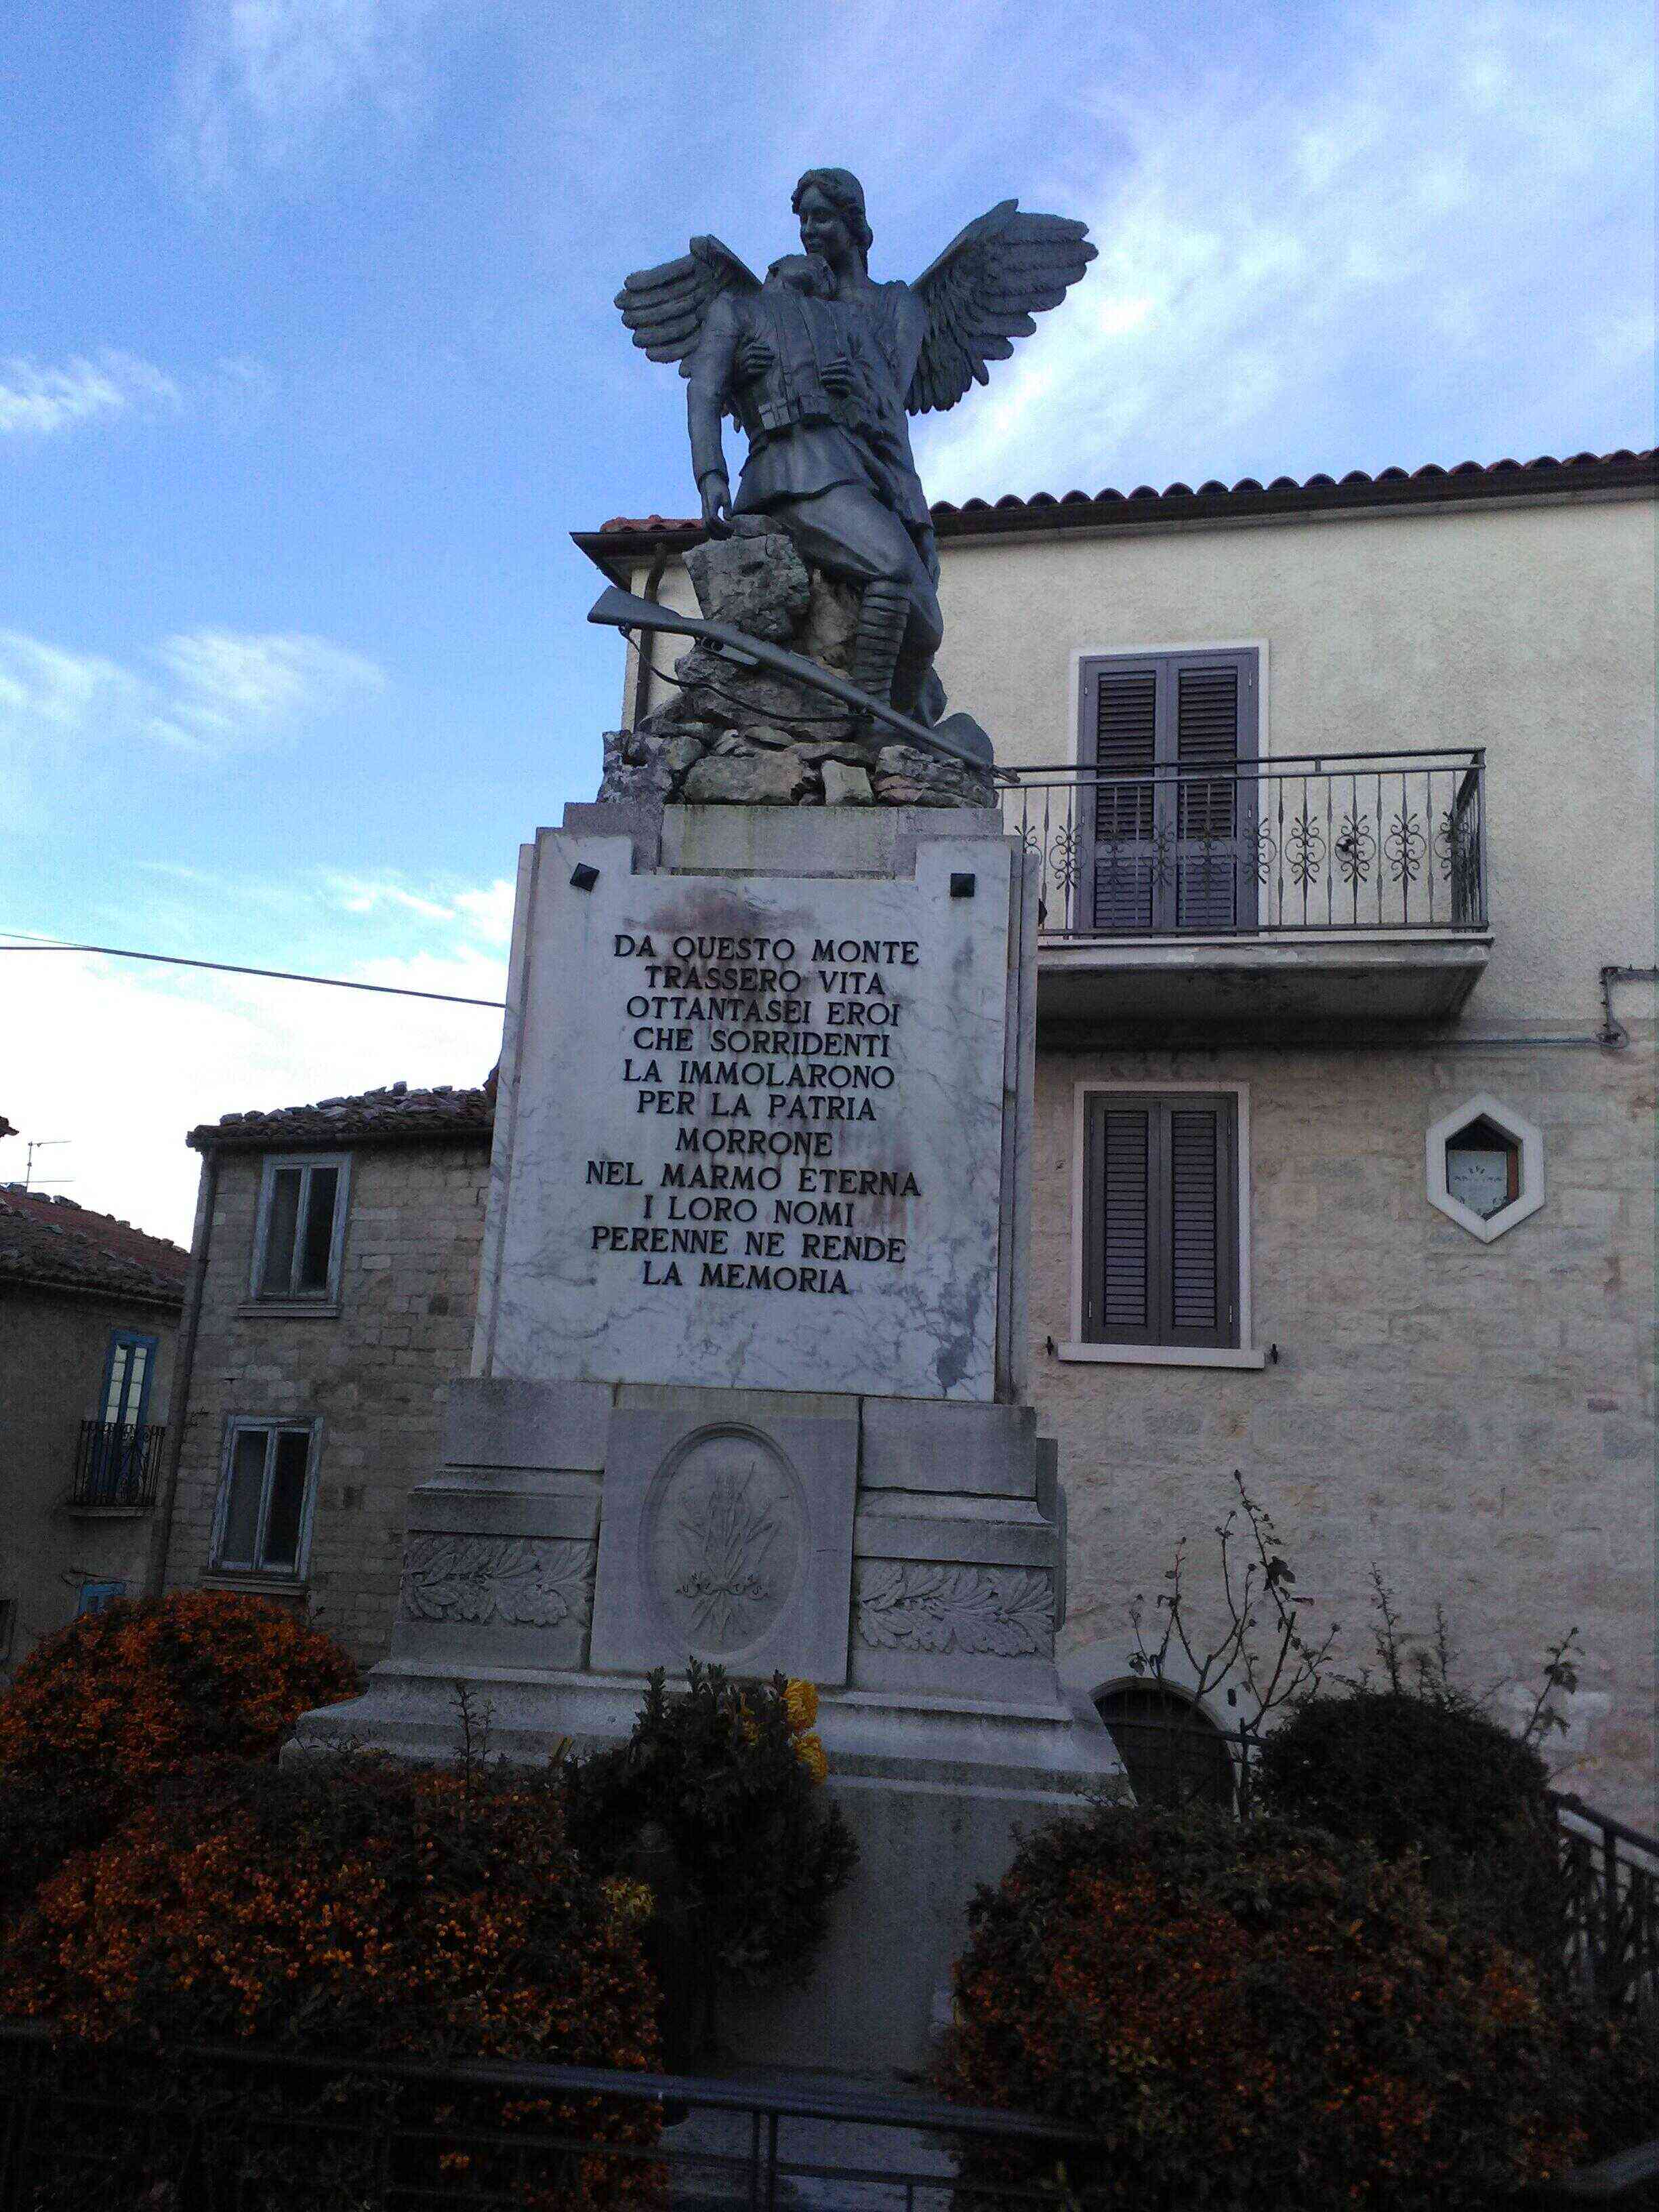 DA QUESTO MONTE
TRASSERO VITA
OTTANTASEI EROI
CHE SORRIDENTI
LA IMMOLARONO
PER LA PATRIA
MORRONE
NEL MARMO ETERNA
I LORO NOMI
PERENNE NE RENDE
LA MEMORIA